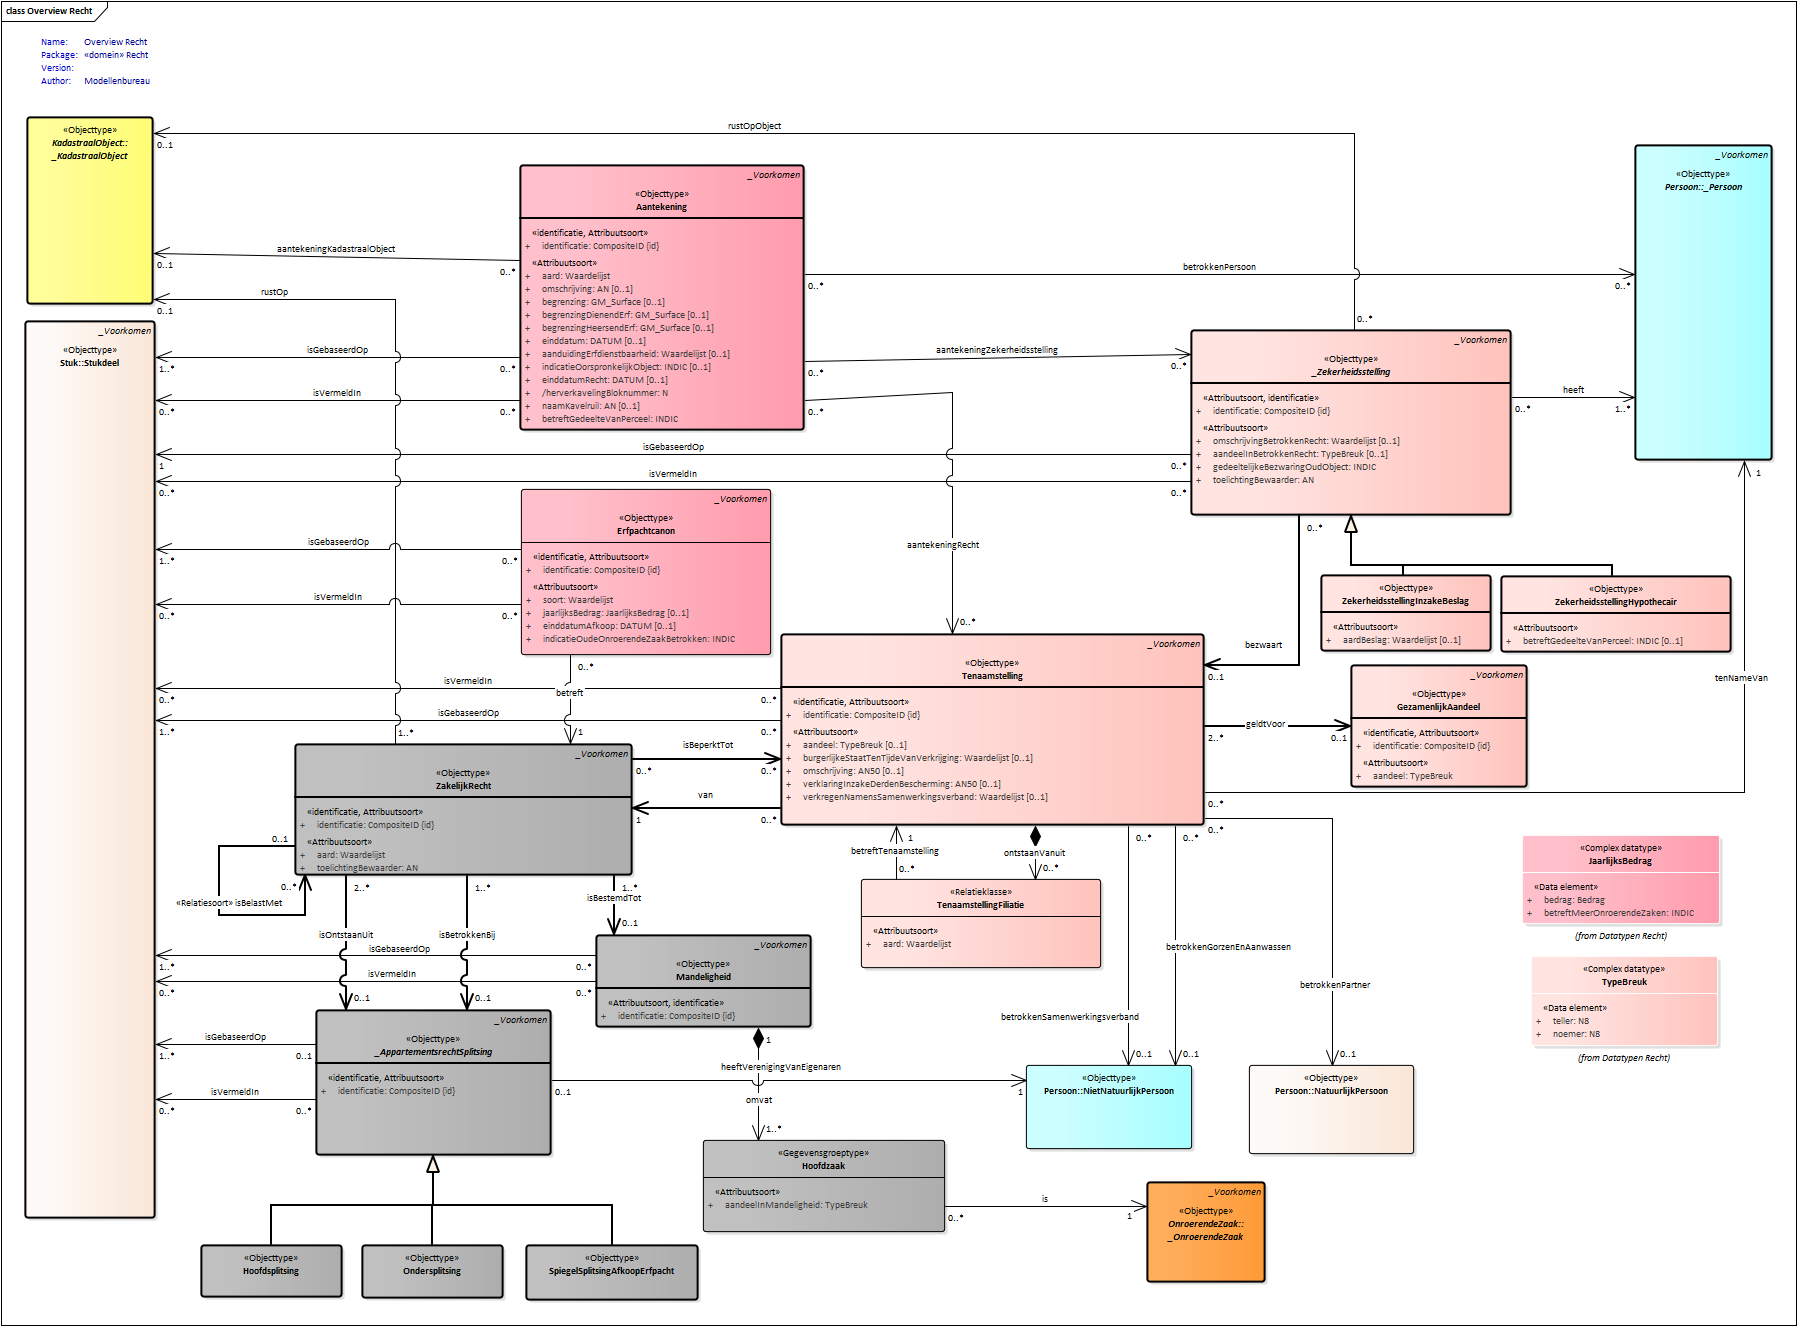 class Overview Recht
Name: Overview Recht
Package: «domein» Recht
Version:
Author: Modellenbureau
«Objecttype»
KadastraalObject::
_KadastraalObject
rustOpObject
0..1
0..*
_Voorkomen
«Objecttype»
Persoon::_Persoon
_Voorkomen
«Objecttype»
Aantekening
«identificatie, Attribuutsoort»
+ identificatie: CompositeID {id}
«Attribuutsoort»
+ aard: Waardelijst
+ omschrijving: AN [0..1]
+ begrenzing: GM_Surface [0..1]
+ begrenzingDienendErf: GM_Surface [0..1]
+ begrenzingHeersendErf: GM_Surface [0..1]
+ einddatum: DATUM [0..1]
+ aanduidingErfdienstbaarheid: Waardelijst [0..1]
+ indicatieOorspronkelijkObject: INDIC [0..1]
+ einddatumRecht: DATUM [0..1]
+ /herverkavelingBloknummer: N
+ naamKavelruil: AN [0..1]
+ betreftGedeelteVanPerceel: INDIC
aantekeningKadastraalObject
0..1
0..*
betrokkenPersoon
0..*
0..*
rustOp
0..1
1..*
_Voorkomen
«Objecttype»
Stuk::Stukdeel
isGebaseerdOp
1..*
0..*
isVermeldIn
0..*
0..*
aantekeningZekerheidsstelling
0..*
0..*
_Voorkomen
«Objecttype»
_Zekerheidsstelling
«Attribuutsoort, identificatie»
+ identificatie: CompositeID {id}
«Attribuutsoort»
+ omschrijvingBetrokkenRecht: Waardelijst [0..1]
+ aandeelInBetrokkenRecht: TypeBreuk [0..1]
+ gedeeltelijkeBezwaringOudObject: INDIC
+ toelichtingBewaarder: AN
heeft
0..*
1..*
isGebaseerdOp
1
0..*
isVermeldIn
0..*
0..*
0..*
aantekeningRecht
0..*
_Voorkomen
«Objecttype»
Erfpachtcanon
«identificatie, Attribuutsoort»
+ identificatie: CompositeID {id}
«Attribuutsoort»
+ soort: Waardelijst
+ jaarlijksBedrag: JaarlijksBedrag [0..1]
+ einddatumAfkoop: DATUM [0..1]
+ indicatieOudeOnroerendeZaakBetrokken: INDIC
isGebaseerdOp
1..*
0..*
isVermeldIn
0..*
0..*
0..*
betreft
1
0..*
bezwaart
0..1
«Objecttype»
ZekerheidsstellingInzakeBeslag
«Attribuutsoort»
+ aardBeslag: Waardelijst [0..1]
«Objecttype»
ZekerheidsstellingHypothecair
«Attribuutsoort»
+ betreftGedeelteVanPerceel: INDIC [0..1]
_Voorkomen
«Objecttype»
Tenaamstelling
«identificatie, Attribuutsoort»
+ identificatie: CompositeID {id}
«Attribuutsoort»
+ aandeel: TypeBreuk [0..1]
+ burgerlijkeStaatTenTijdeVanVerkrijging: Waardelijst [0..1]
+ omschrijving: AN50 [0..1]
+ verklaringInzakeDerdenBescherming: AN50 [0..1]
+ verkregenNamensSamenwerkingsverband: Waardelijst [0..1]
isVermeldIn
0..*
0..*
isGebaseerdOp
1..*
0..*
geldtVoor
2..*
0..1
_Voorkomen
«Objecttype»
GezamenlijkAandeel
«identificatie, Attribuutsoort»
+ identificatie: CompositeID {id}
«Attribuutsoort»
+ aandeel: TypeBreuk
tenNameVan
1
0..*
_Voorkomen
«Objecttype»
ZakelijkRecht
«identificatie, Attribuutsoort»
+ identificatie: CompositeID {id}
«Attribuutsoort»
+ aard: Waardelijst
+ toelichtingBewaarder: AN
isBeperktTot
0..*
0..*
van
1
0..*
0..1
0..*
«Relatiesoort» isBelastMet
2..*
isOntstaanUit
0..1
1..*
isBetrokkenBij
0..1
1..*
isBestemdTot
0..1
betreftTenaamstelling
1
0..*
ontstaanVanuit
0..*
«Relatieklasse»
TenaamstellingFiliatie
«Attribuutsoort»
+ aard: Waardelijst
0..*
betrokkenSamenwerkingsverband
0..1
0..*
betrokkenGorzenEnAanwassen
0..1
0..*
betrokkenPartner
0..1
«Complex datatype»
JaarlijksBedrag
«Data element»
+ bedrag: Bedrag
+ betreftMeerOnroerendeZaken: INDIC
(from Datatypen Recht)
«Complex datatype»
TypeBreuk
«Data element»
+ teller: N8
+ noemer: N8
(from Datatypen Recht)
_Voorkomen
«Objecttype»
Mandeligheid
«Attribuutsoort, identificatie»
+ identificatie: CompositeID {id}
isGebaseerdOp
1..*
0..*
isVermeldIn
0..*
0..*
_Voorkomen
«Objecttype»
_AppartementsrechtSplitsing
«identificatie, Attribuutsoort»
+ identificatie: CompositeID {id}
isGebaseerdOp
1..*
0..1
isVermeldIn
0..*
0..*
heeftVerenigingVanEigenaren
0..1
1
1
omvat
1..*
«Objecttype»
Persoon::NietNatuurlijkPersoon
«Objecttype»
Persoon::NatuurlijkPersoon
«Gegevensgroeptype»
Hoofdzaak
«Attribuutsoort»
+ aandeelInMandeligheid: TypeBreuk
is
0..*
1
_Voorkomen
«Objecttype»
OnroerendeZaak::
_OnroerendeZaak
«Objecttype»
Hoofdsplitsing
«Objecttype»
Ondersplitsing
«Objecttype»
SpiegelSplitsingAfkoopErfpacht